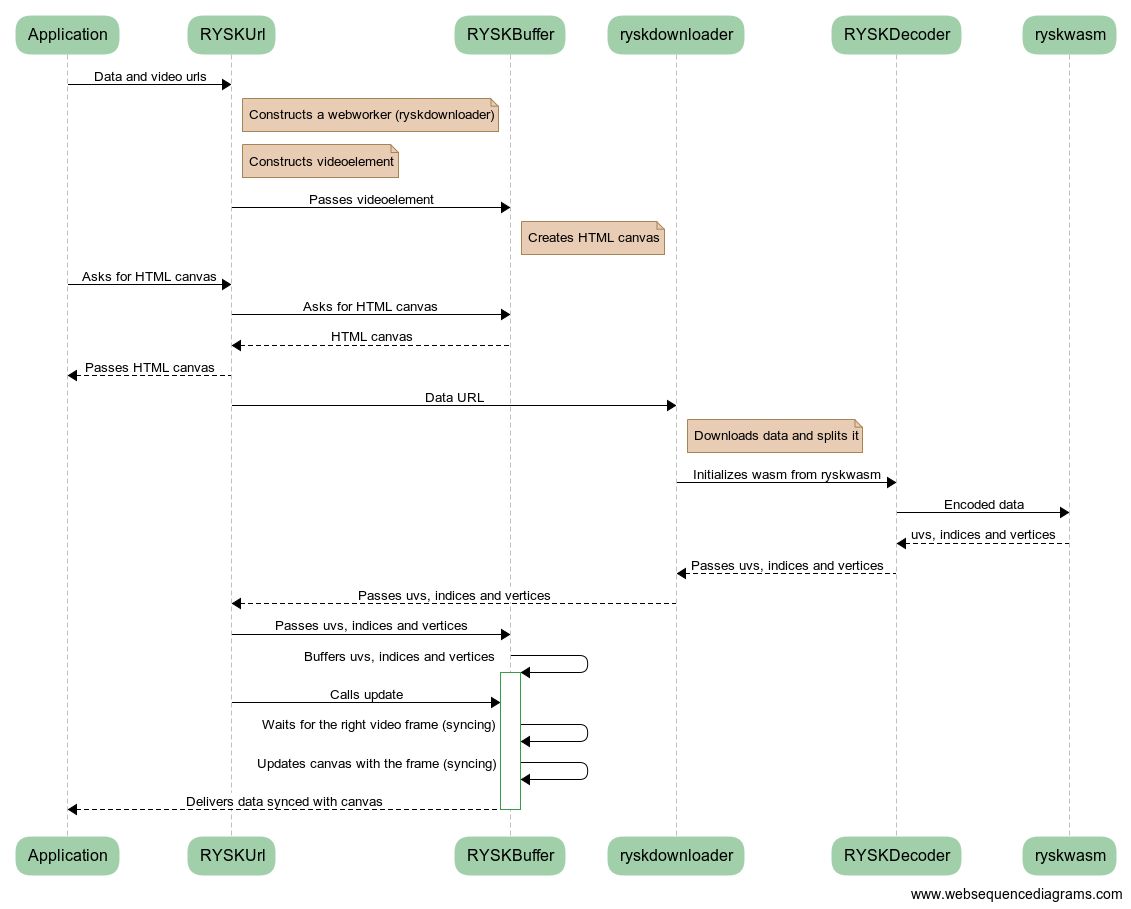 Application
RYSKUrl
RYSKBuffer
ryskdownloader
RYSKDecoder
ryskwasm
Data and video urls
Constructs a webworker (ryskdownloader)
Constructs videoelement
Passes videoelement
Creates HTML canvas
Asks for HTML canvas
Asks for HTML canvas
HTML canvas
Passes HTML canvas
Data URL
Downloads data and splits it
Initializes wasm from ryskwasm
Encoded data
uvs, indices and vertices
Passes uvs, indices and vertices
Passes uvs, indices and vertices
Passes uvs, indices and vertices
Buffers uvs, indices and vertices
Calls update
Waits for the right video frame (syncing)
Updates canvas with the frame (syncing)
Delivers data synced with canvas
Application
RYSKUrl
RYSKBuffer
ryskdownloader
RYSKDecoder
ryskwasm
www.websequencediagrams.com